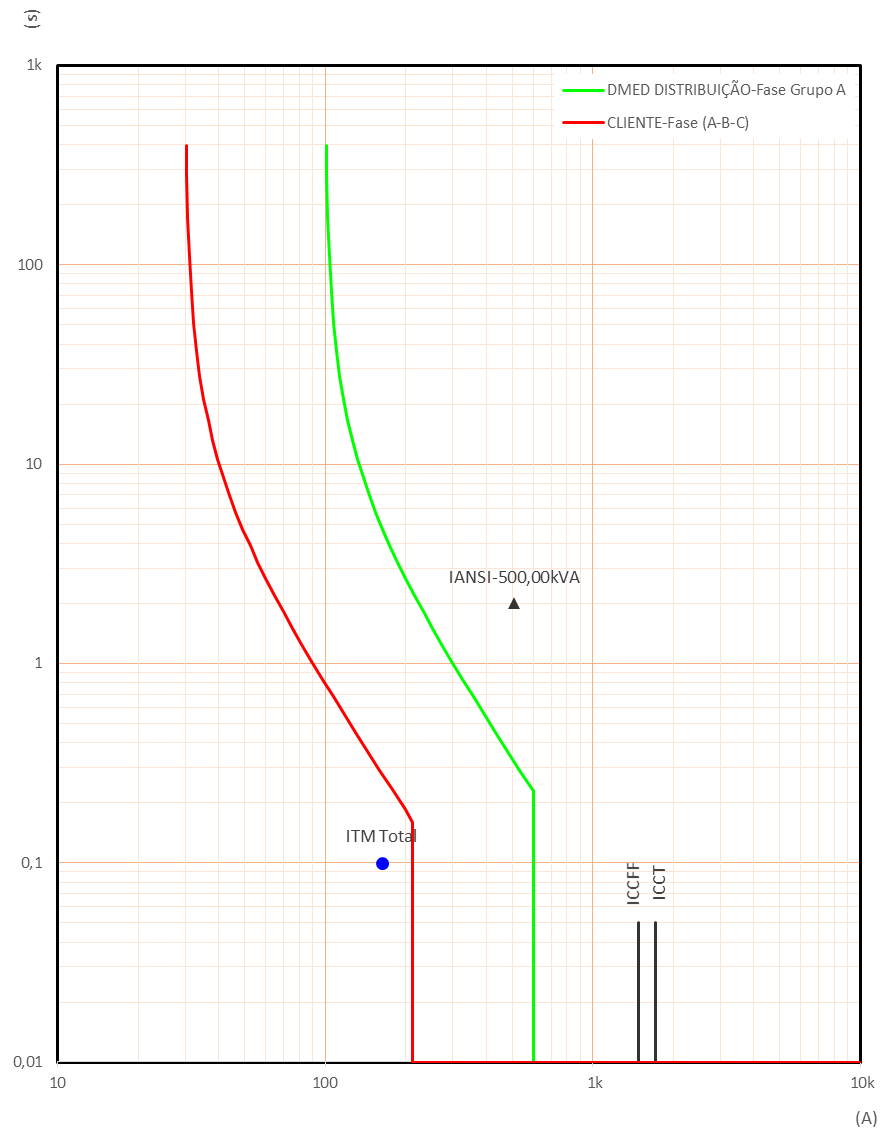 (s)
1k
DMED DISTRIBUIÇÃO-Fase Grupo A
CLIENTE-Fase (A-B-C)
100
10
IANSI-500,00kVA
1
ITM Total
0,1
ICCFF
ICCT
0,01
10
100
1k
10k
(A)